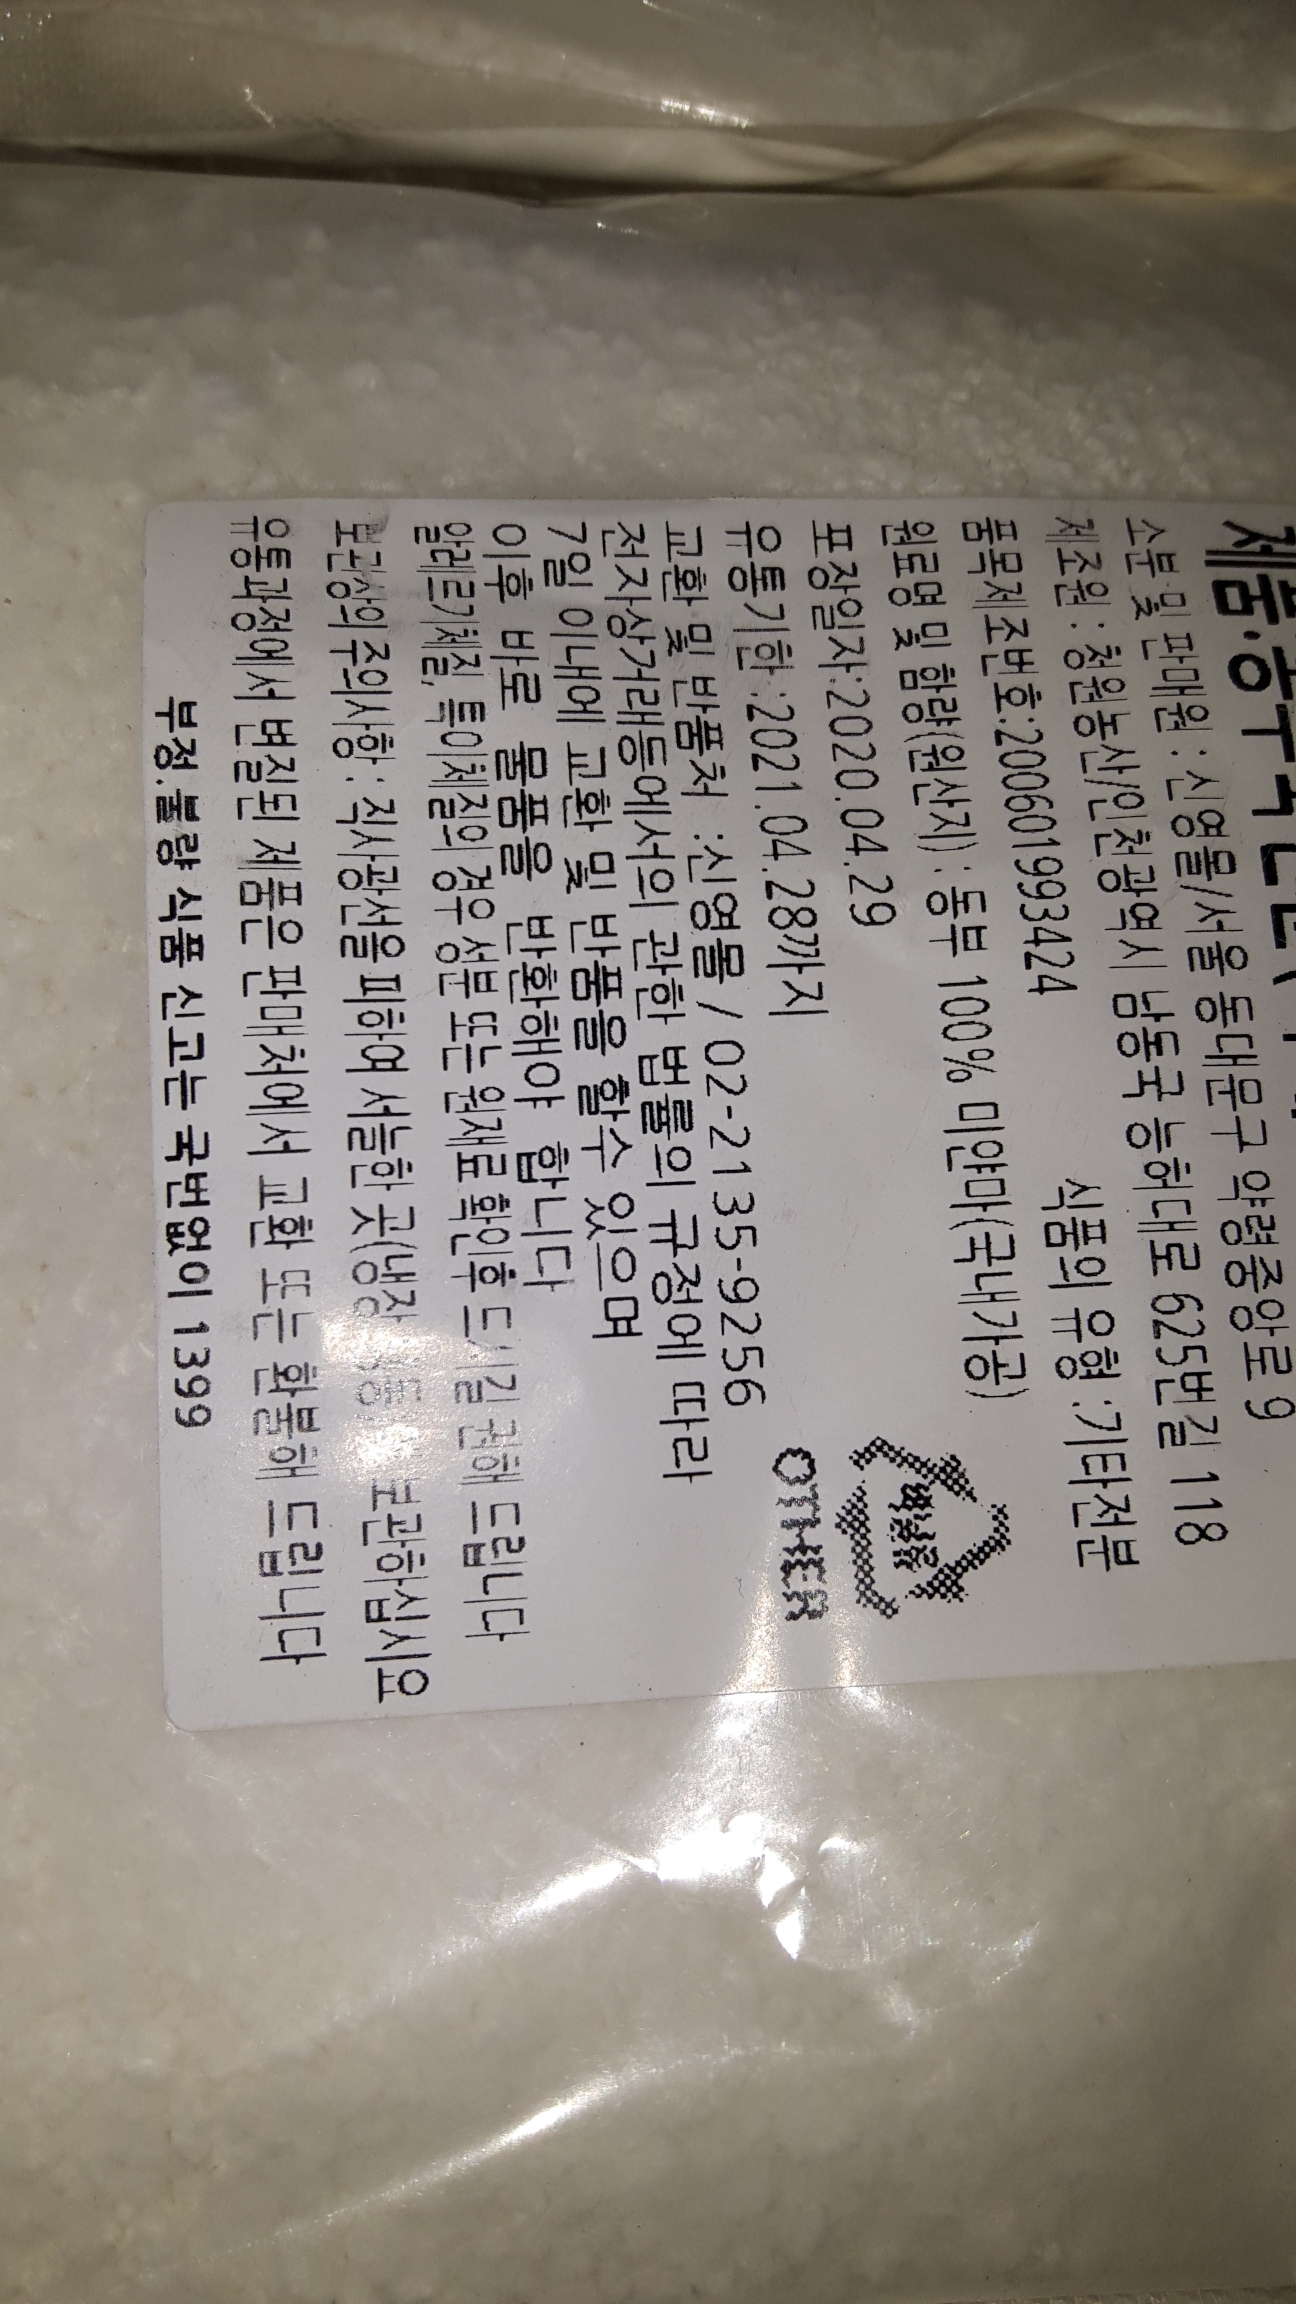 소분 및 판매원 : 신영몰/서울 동대문구 약령중앙로 9
제조원 : 청원농산/인천광역시 남동국 능허대로 625번길 118
품목제조번호:2006019934​24 식품의 유형 :기타전분
원료명 및 함량(원산지) : 동부 100% 미얀마(국내가공)
포장일자:2020.04.29
유통기한 :2021.04.28까지
교환 및 반품처 :신영몰 / 02-2135-9256
전자상거래등에서의 관한 법률의 규정에 따라
7일 이내에 교환 및 반품을 할수 있으며
이후 바로 물품을 반환해야 합니다
알레르기체질, 특이체질의 경우 성분 또는 원재료 확인후 드시길 권해 드립니다
보관상의주의사항 : 직사광선을 피하여 서늘한 곳(냉장 보관하십시요
유통과정에서 변질된 제품은 판매처에서 교환 또는 환불해 드립니다
부정.불량 식품 신고는 국번없이 1399
비닐류
OTHER